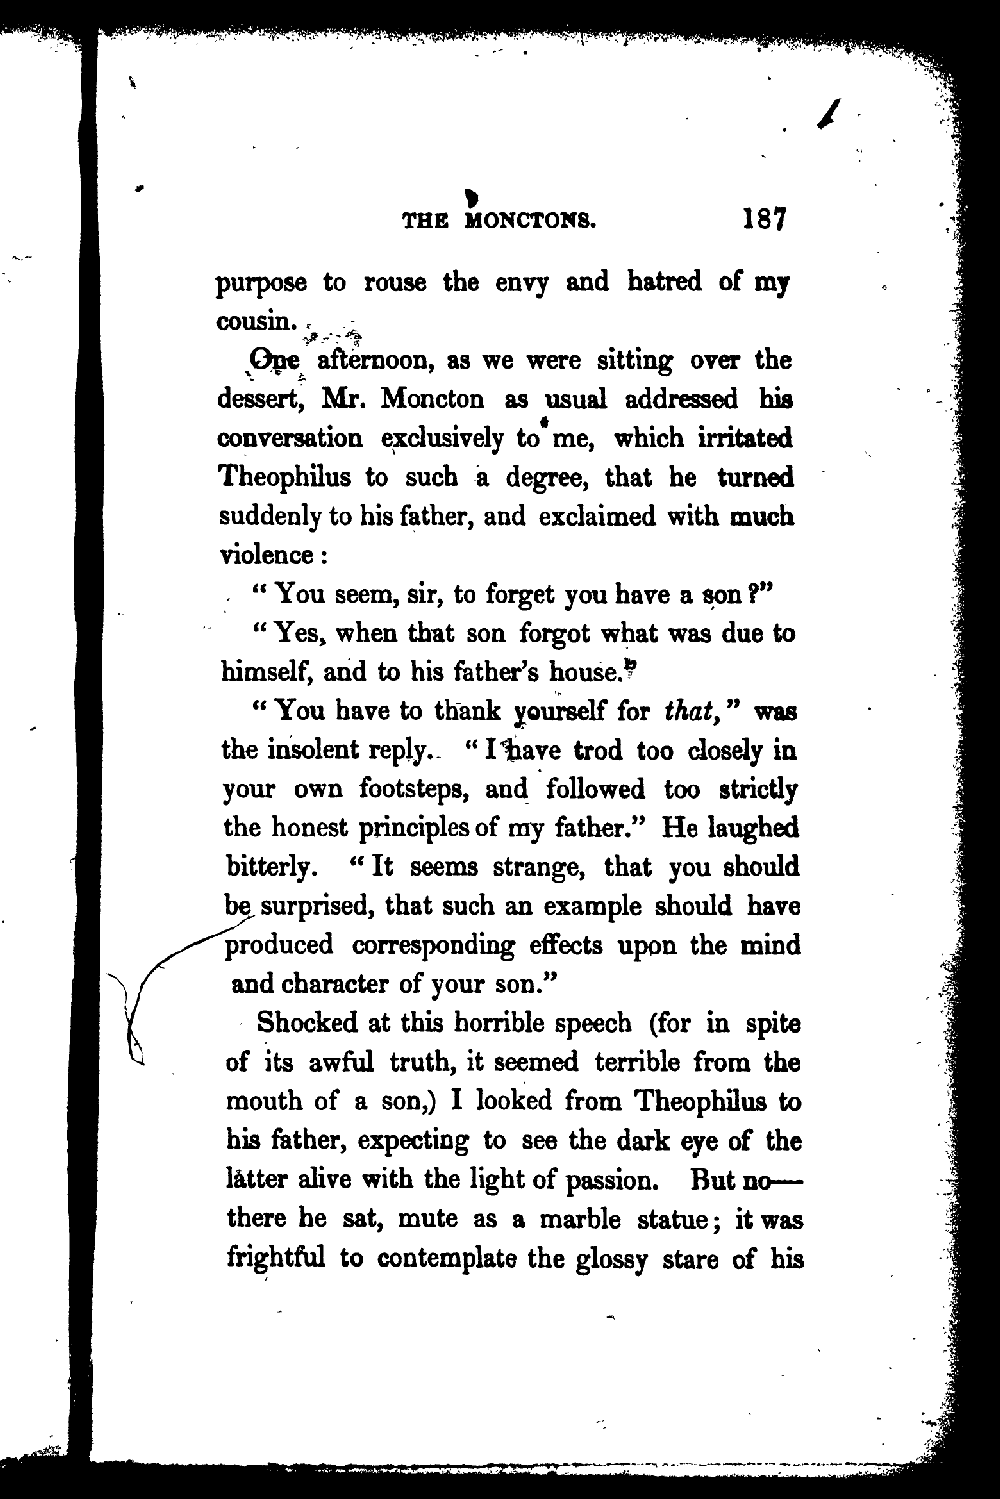 THE MONCTONS. 187
purpose to rouse the envy and hatred of my
cousin.
One afternoon, as we were sitting over the
dessert, Mr. Moncton as usual addressed his
conversation exclusively to me, which irritated
Theophilus to such a degree, that he turned
suddenly to his father, and exclaimed with much
violence :
“ You seem, sir, to forget you have a son ?”
“ Yes, when that son forgot what was due to
himself, and to his father’s house.”
“ You have to thank yourself for that, ” was
the insolent reply. “ I have trod too closely in
your own footsteps, and followed too strictly
the honest principles of my father.” He laughed
bitterly. “ It seems strange, that you should
be surprised, that such an example should have
produced corresponding effects upon the mind
and character of your son.”
Shocked at this horrible speech (for in spite
of its awful truth, it seemed terrible from the
mouth of a son,) I looked from Theophilus to
his father, expecting to see the dark eye of the
latter alive with the light of passion. But no—
there he sat, mute as a marble statue; it was
frightful to contemplate the glossy stare of his